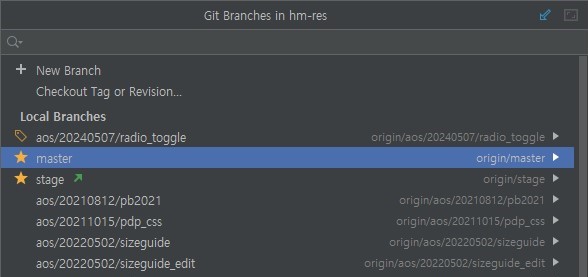 Git Branches in hm-res
New Branch
Checkout Tag or Revision...
Local Branches
aos/20240507/radio_toggle origin/aos/20240507/radio_toggle
master origin/master
stage origin/stage
aos/20210812/pb2021 origin/aos/20210812/pb2021
aos/20211015/pdp_css origin/aos/20211015/pdp_css
aos/20220502/sizeguide origin/aos/20220502/sizeguide
aos/20220502/sizeguide_edit origin/aos/20220502/sizeguide_edit